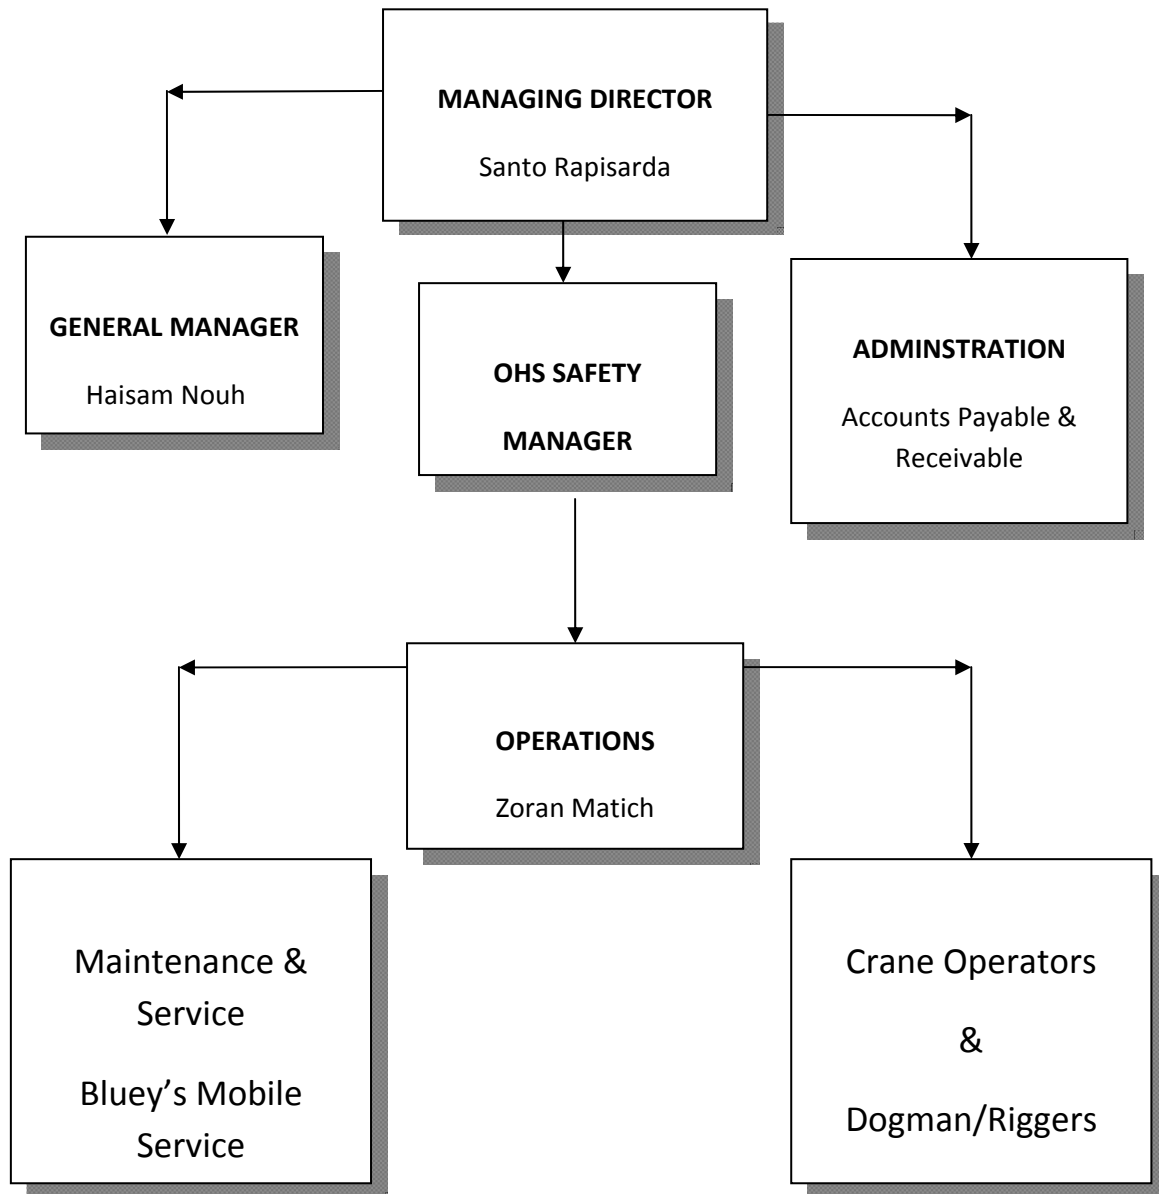 MANAGING DIRECTOR
Santo Rapisarda
GENERAL MANAGER
Haisam Nouh
OHS SAFETY
MANAGER
ADMINSTRATION
Accounts Payable &
Receivable
OPERATIONS
Zoran Matich
Maintenance &
Service
Bluey’s Mobile
Service
Crane Operators
&
Dogman/Riggers